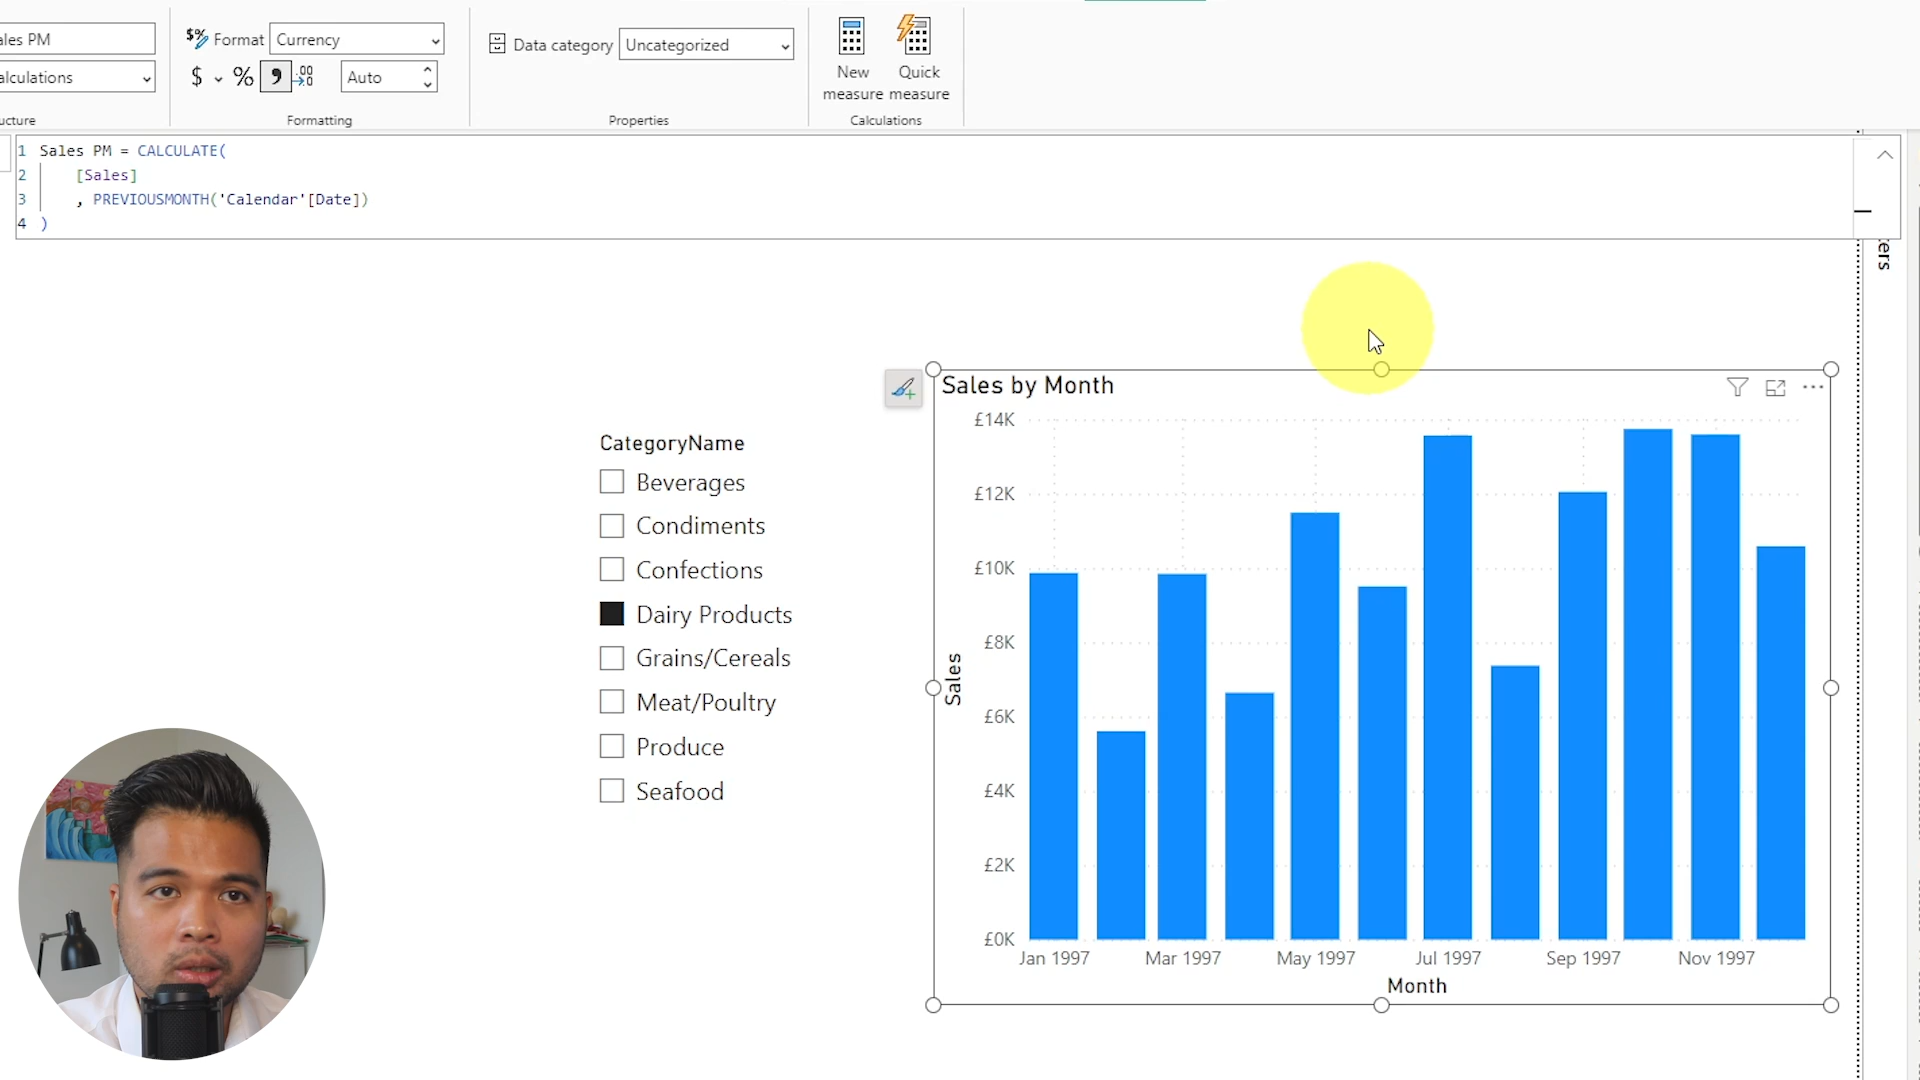 ales PM
Format
Currency
Data category
Uncategorized
alculations
$
%
Auto
New measure
Quick measure
ucture
Formatting
Properties
Calculations
1 Sales PM = CALCULATE(
2 [Sales]
3 , PREVIOUSMONTH('Calendar'[Date])
4 )
ers
Sales by Month
CategoryName
Beverages
Condiments
Confections
Dairy Products
Grains/Cereals
Meat/Poultry
Produce
Seafood
£14K
£12K
£10K
£8K
£6K
£4K
£2K
£0K
Sales
Jan 1997
Mar 1997
May 1997
Jul 1997
Sep 1997
Nov 1997
Month